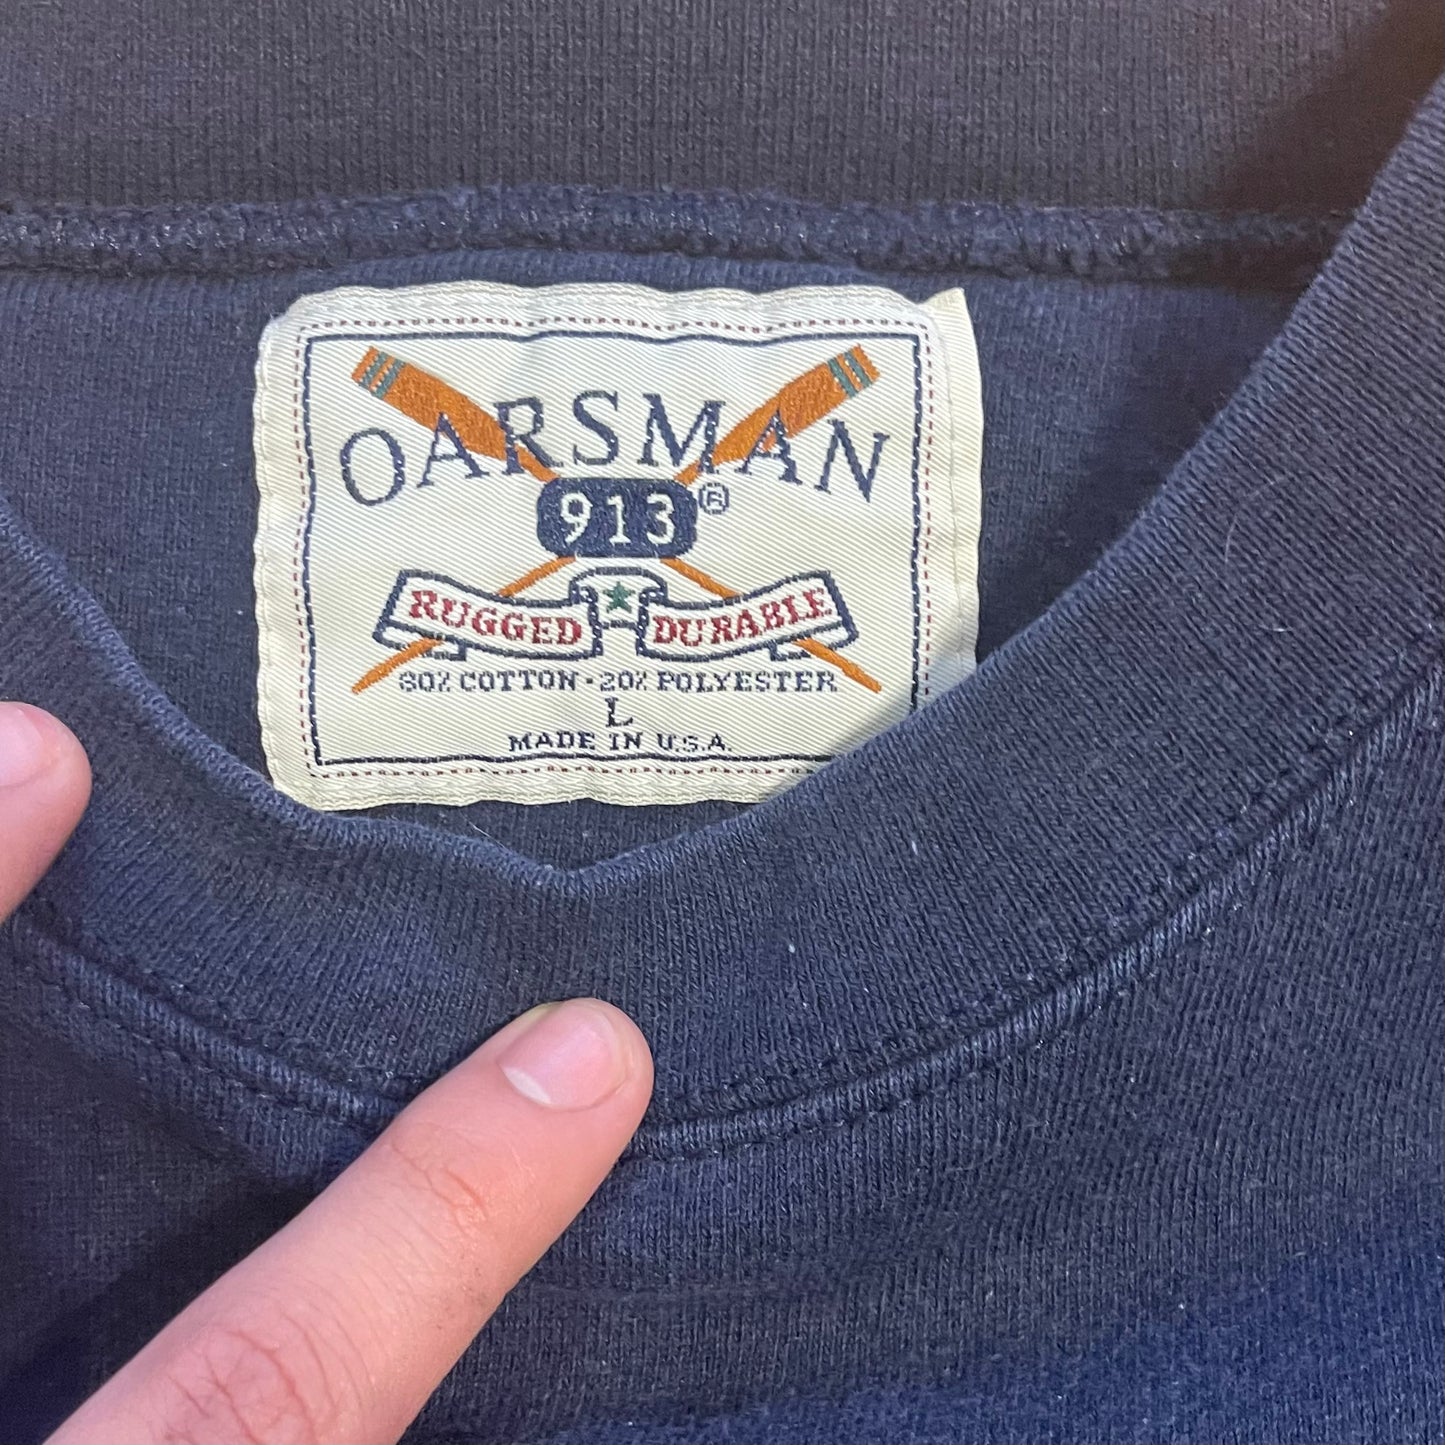 OARSMAN
913®
RUGGED DURABLE
80% COTTON · 20% POLYESTER
L
MADE IN U.S.A.